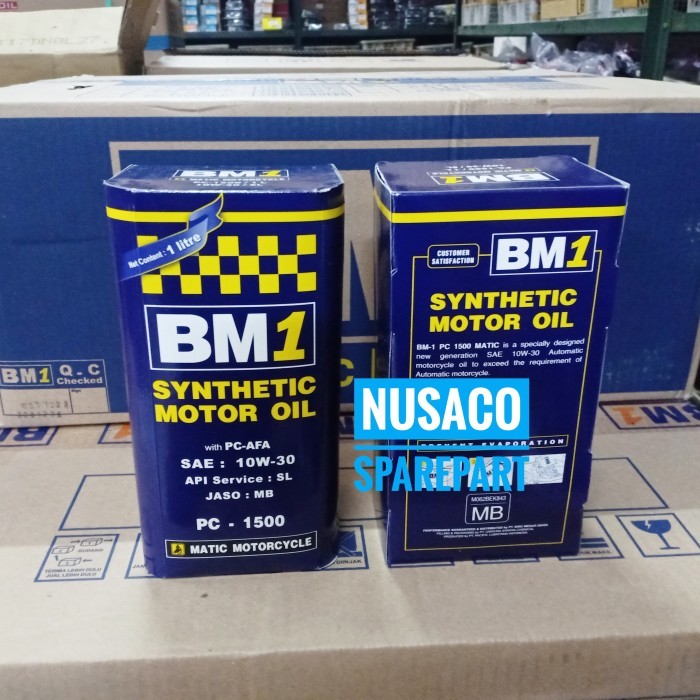 Net Content : 1 litre
BM1
SYNTHETIC
MOTOR OIL
with PC-AFA
SAE : 10W-30
API Service : SL
JASO : MB
PC - 1500
MATIC MOTORCYCLE
BM1
CUSTOMER
SATISFACTION
BM1
SYNTHETIC
MOTOR OIL
BM-1 PC 1500 MATIC is a specially designed
new generation SAE 10W-30 Automatic
motorcycle oil to exceed the requirement of
Automatic motorcycle.
NUSACO
SPAREPART
PREVENT EVAPORATION
MB
BM1 Q.C
Checked